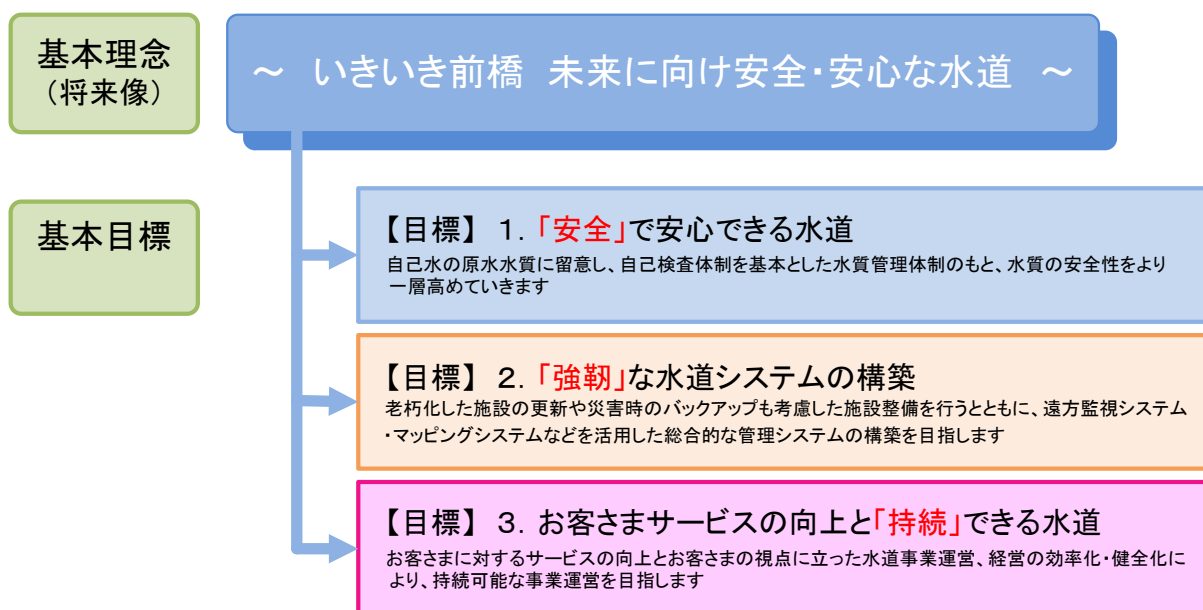 基本理念
（将来像）
～ いきいき前橋 未来に向け安全・安心な水道 ～
基本目標
【目標】 １．「安全」で安心できる水道
自己水の原水水質に留意し、自己検査体制を基本とした水質管理体制のもと、水質の安全性をより
一層高めていきます
【目標】 ２．「強靭」な水道システムの構築
老朽化した施設の更新や災害時のバックアップも考慮した施設整備を行うとともに、遠方監視システム
・マッピングシステムなどを活用した総合的な管理システムの構築を目指します
【目標】 ３．お客さまサービスの向上と「持続」できる水道
お客さまに対するサービスの向上とお客さまの視点に立った水道事業運営、経営の効率化・健全化に
より、持続可能な事業運営を目指します